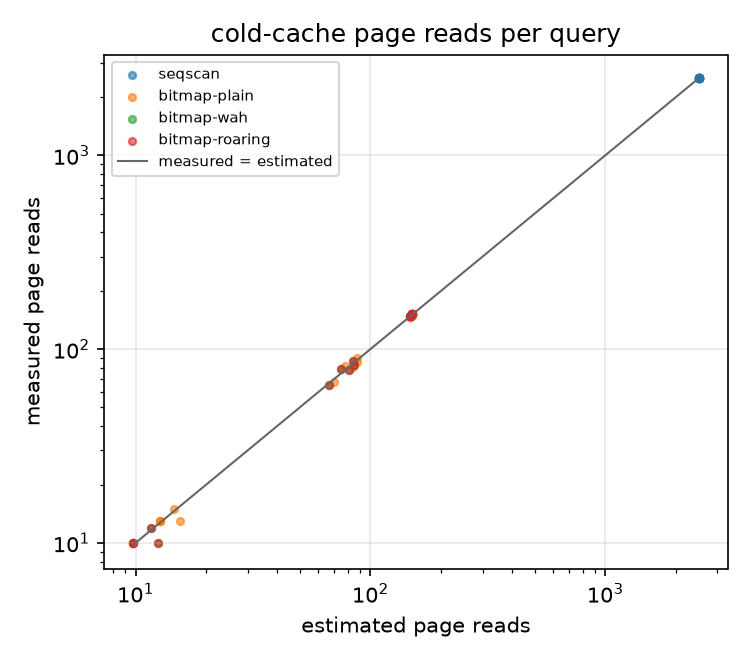 cold-cache page reads per query
seqscan
bitmap-plain
bitmap-wah
bitmap-roaring
measured = estimated
measured page reads
10³
10²
10¹
10¹ 10² 10³
estimated page reads